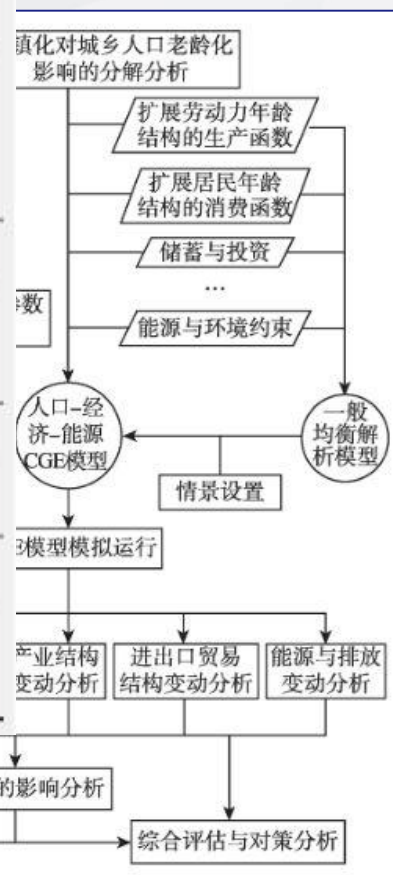 镇化对城乡人口老龄化
影响的分解分析
扩展劳动力年龄
结构的生产函数
扩展居民年龄
结构的消费函数
储蓄与投资
…
能源与环境约束
参数
人口-经
济-能源
CGE模型
一般
均衡解
析模型
情景设置
模型模拟运行
产业结构
变动分析
进出口贸易
结构变动分析
能源与排放
变动分析
的影响分析
综合评估与对策分析